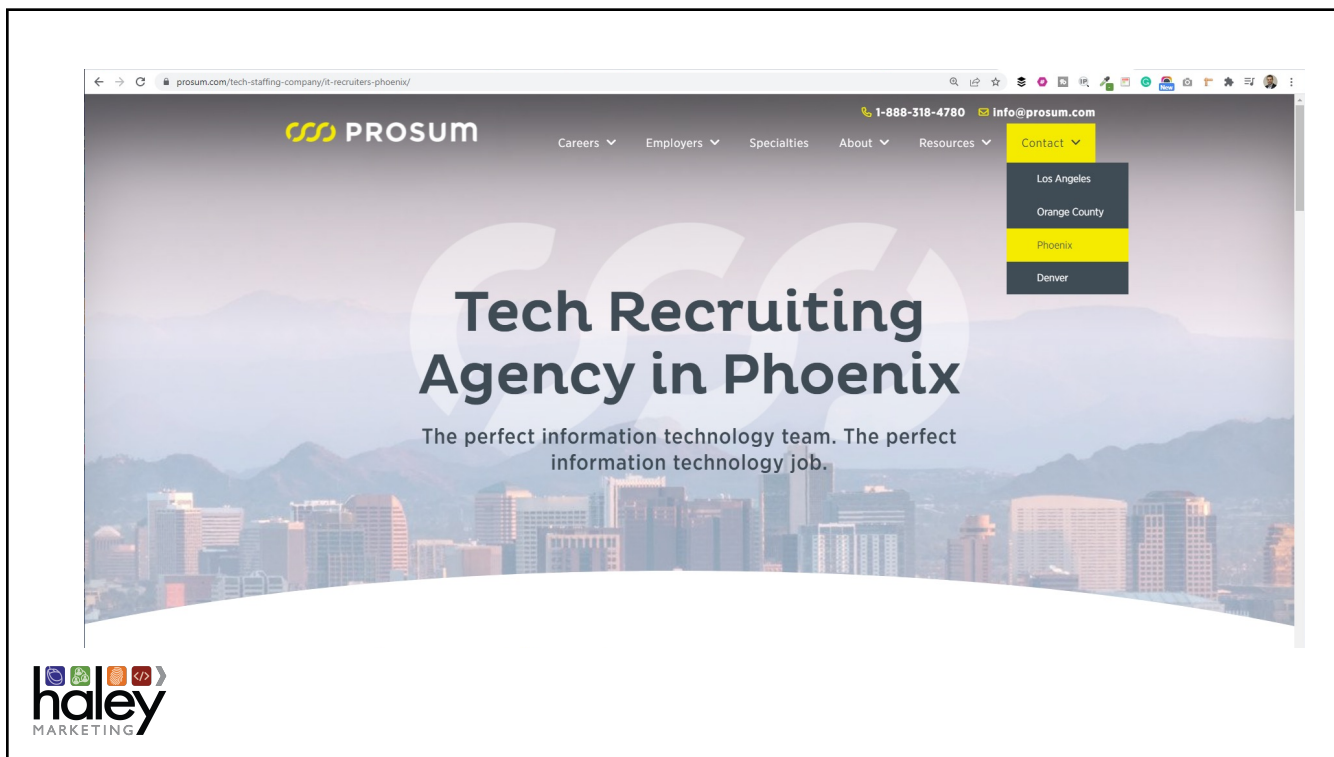 prosum.com/tech-staffing-company/it-recruiters-phoenix/
New
1-888-318-4780 info@prosum.com
PROSUM
Careers Employers Specialties About Resources Contact
Los Angeles
Orange County
Phoenix
Denver
Tech Recruiting
Agency in Phoenix
The perfect information technology team. The perfect
information technology job.
haley
MARKETING